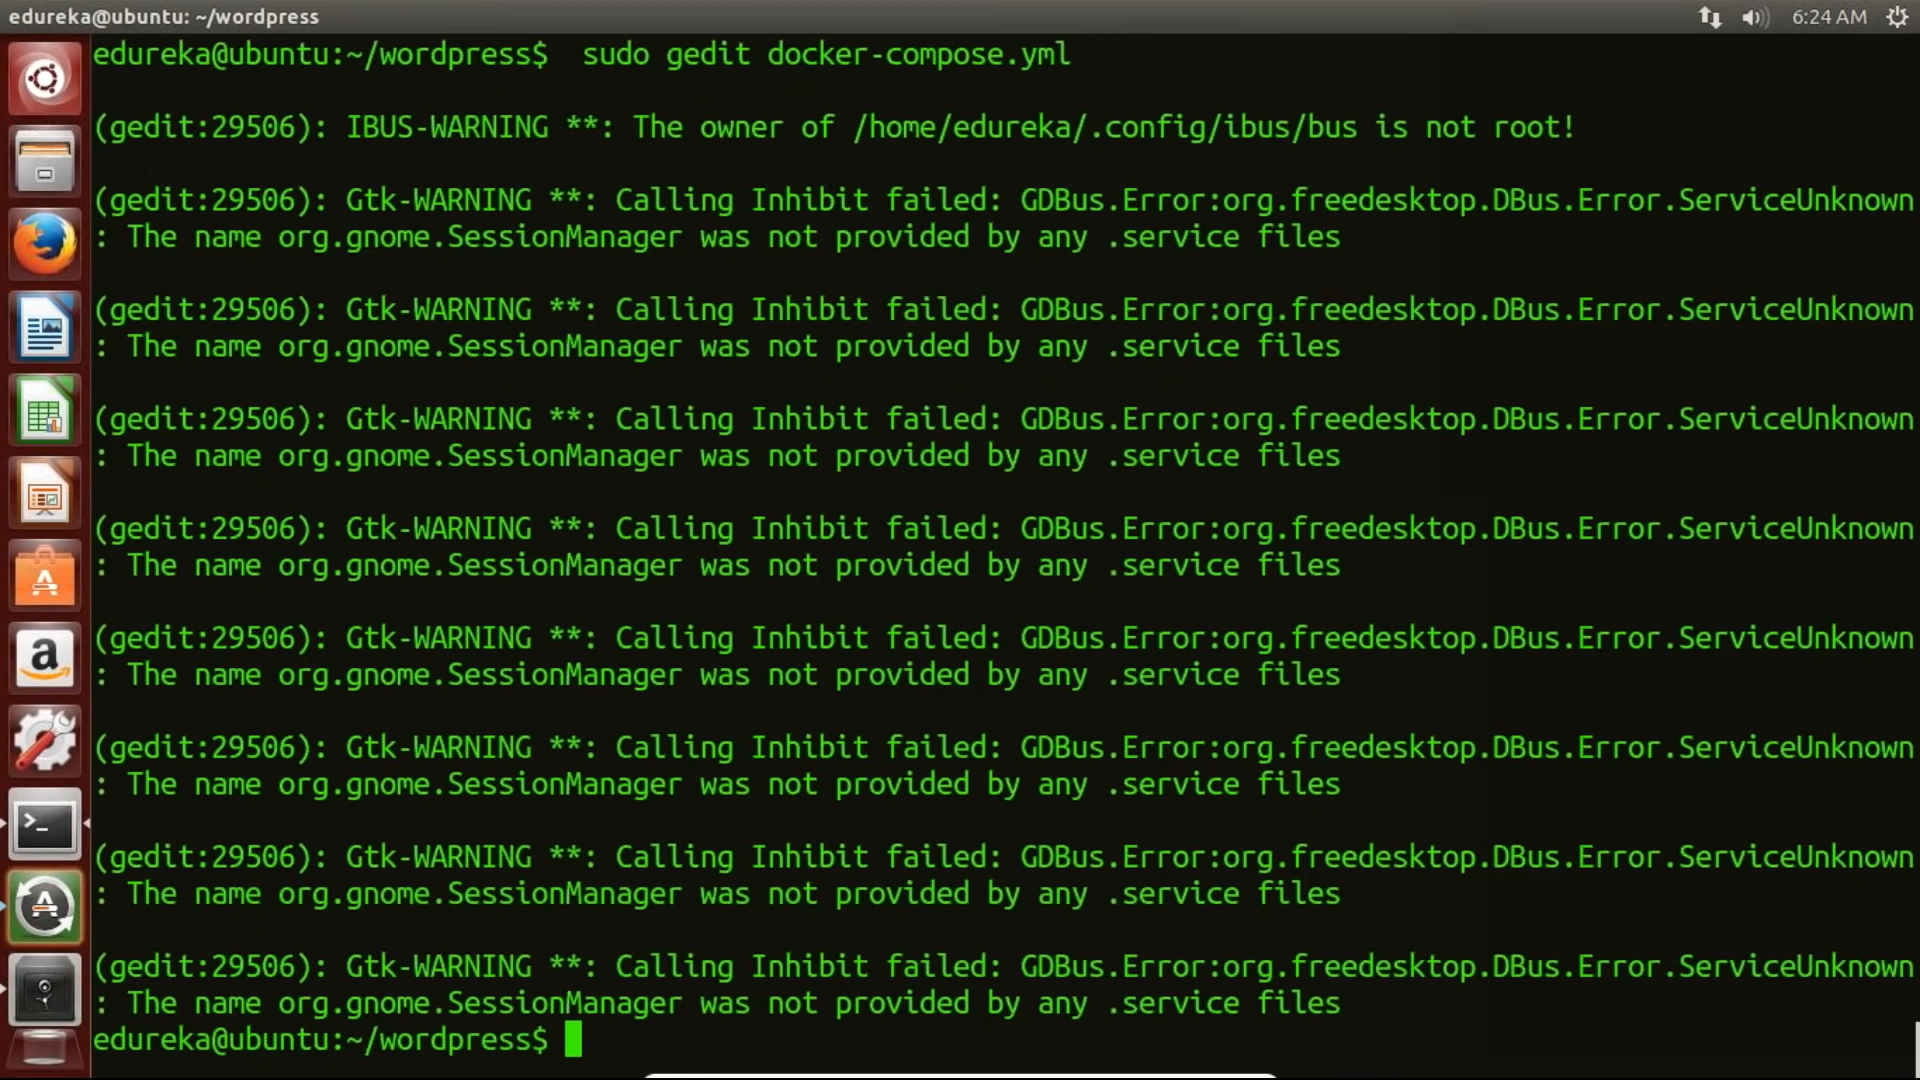 edureka@ubuntu: ~/wordpress
6:24 AM
edureka@ubuntu:~/wordpress$  sudo gedit docker-compose.yml
(gedit:29506): IBUS-WARNING **: The owner of /home/edureka/.config/ibus/bus is not root!
(gedit:29506): Gtk-WARNING **: Calling Inhibit failed: GDBus.Error:org.freedesktop.DBus.Error.ServiceUnknown
: The name org.gnome.SessionManager was not provided by any .service files
(gedit:29506): Gtk-WARNING **: Calling Inhibit failed: GDBus.Error:org.freedesktop.DBus.Error.ServiceUnknown
: The name org.gnome.SessionManager was not provided by any .service files
(gedit:29506): Gtk-WARNING **: Calling Inhibit failed: GDBus.Error:org.freedesktop.DBus.Error.ServiceUnknown
: The name org.gnome.SessionManager was not provided by any .service files
(gedit:29506): Gtk-WARNING **: Calling Inhibit failed: GDBus.Error:org.freedesktop.DBus.Error.ServiceUnknown
: The name org.gnome.SessionManager was not provided by any .service files
(gedit:29506): Gtk-WARNING **: Calling Inhibit failed: GDBus.Error:org.freedesktop.DBus.Error.ServiceUnknown
: The name org.gnome.SessionManager was not provided by any .service files
(gedit:29506): Gtk-WARNING **: Calling Inhibit failed: GDBus.Error:org.freedesktop.DBus.Error.ServiceUnknown
: The name org.gnome.SessionManager was not provided by any .service files
(gedit:29506): Gtk-WARNING **: Calling Inhibit failed: GDBus.Error:org.freedesktop.DBus.Error.ServiceUnknown
: The name org.gnome.SessionManager was not provided by any .service files
(gedit:29506): Gtk-WARNING **: Calling Inhibit failed: GDBus.Error:org.freedesktop.DBus.Error.ServiceUnknown
: The name org.gnome.SessionManager was not provided by any .service files
edureka@ubuntu:~/wordpress$